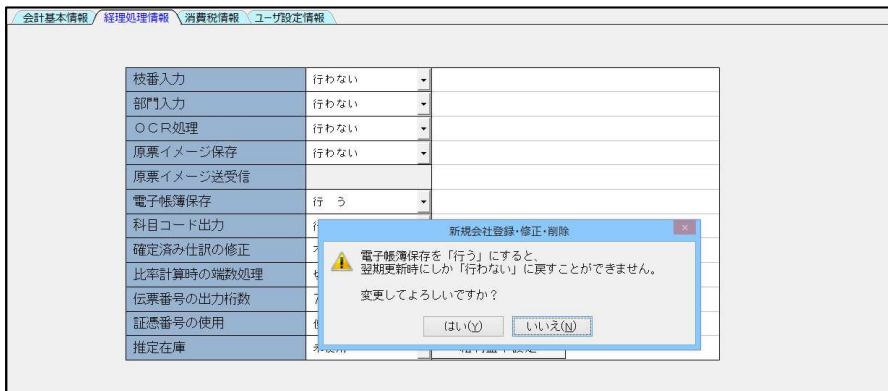 会計基本情報 経理処理情報 消費税情報 ユーザ設定情報
枝番入力 行わない
部門入力 行わない
OCR処理 行わない
原票イメージ保存 行わない
原票イメージ送受信
電子帳簿保存 行　う
科目コード出力
確定済み仕訳の修正
比率計算時の端数処理
伝票番号の出力桁数
証憑番号の使用
推定在庫
新規会社登録・修正・削除
電子帳簿保存を「行う」にすると、
翌期更新時にしか「行わない」に戻すことができません。
変更してよろしいですか？
はい(Y) いいえ(N)